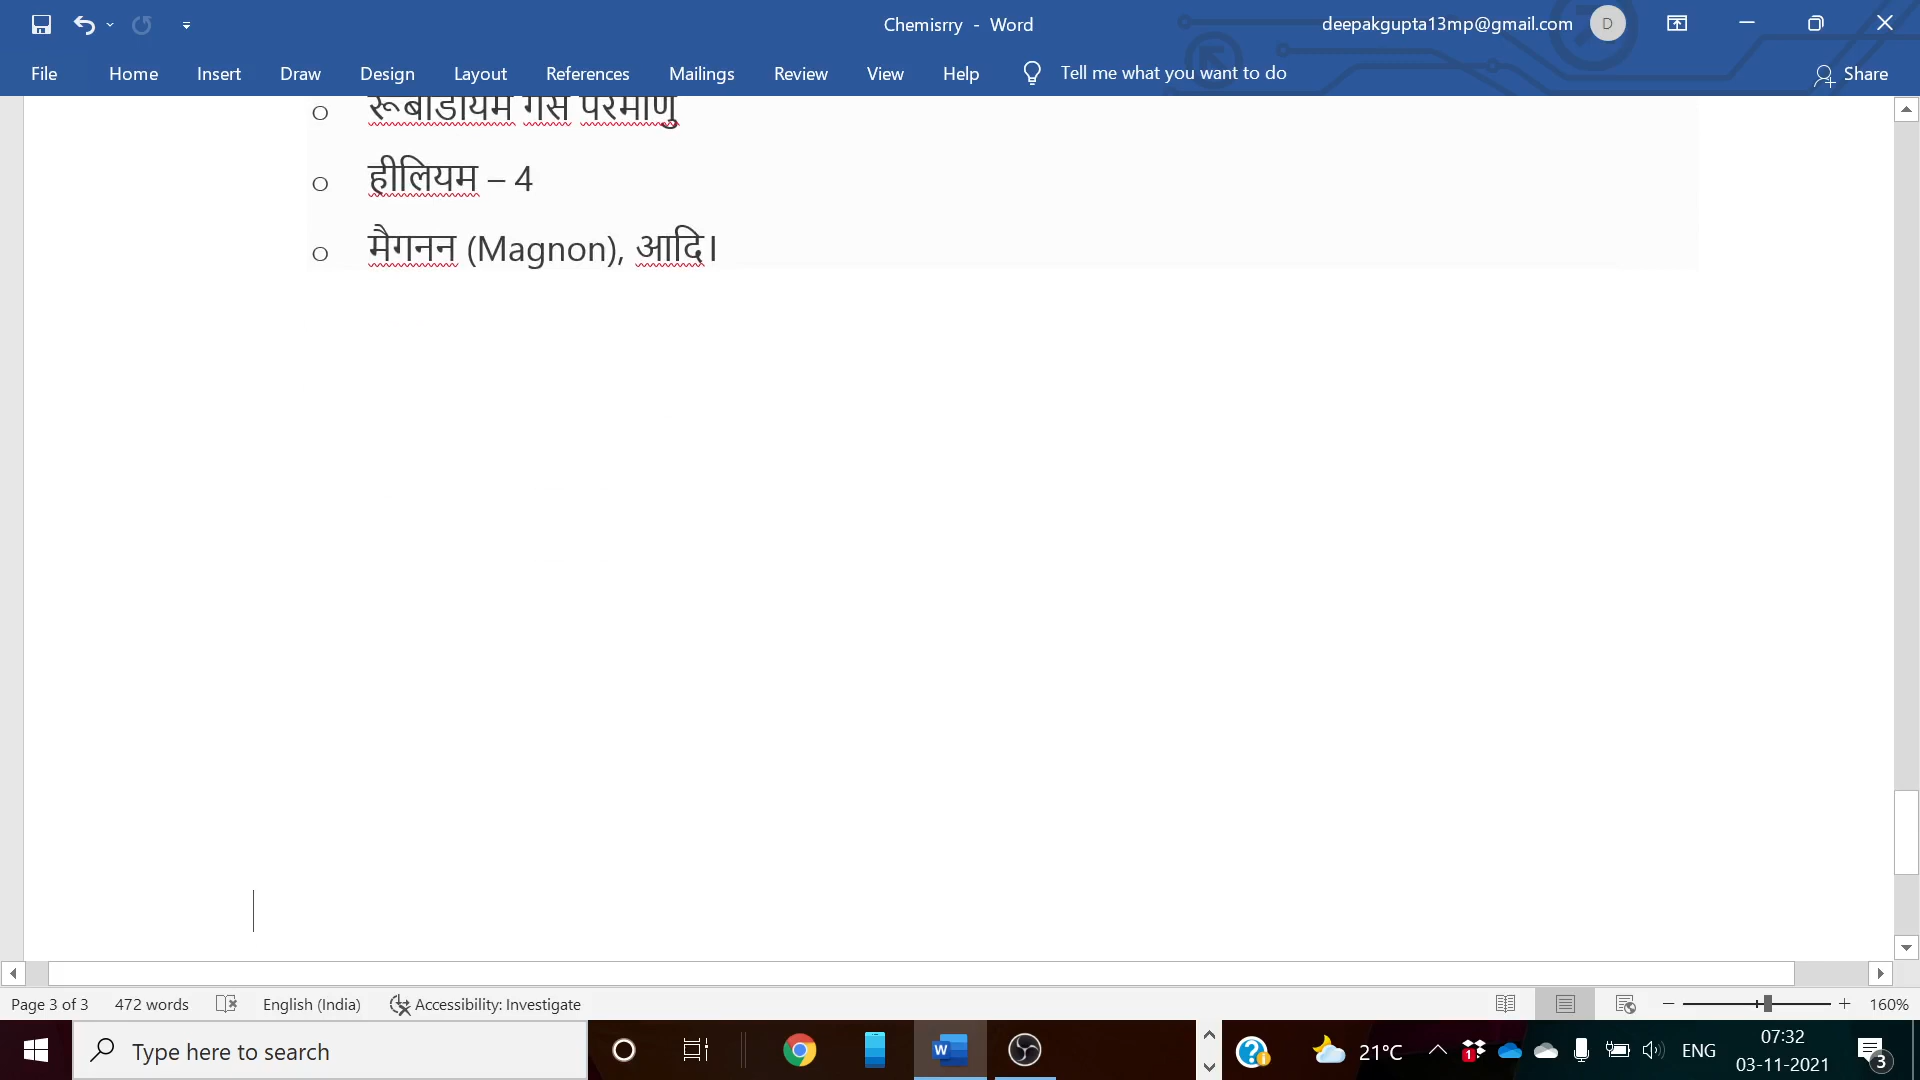 Chemisrry - Word
deepakgupta13mp@gmail.com
D
File Home Insert Draw Design Layout References Mailings Review View Help Tell me what you want to do Share
o रूबीडीयम गैस परमाणु
o हीलियम – 4
o मैगनन (Magnon), आदि।
Page 3 of 3 472 words English (India) Accessibility: Investigate 160%
Type here to search
W
1
21°C
ENG
07:32
03-11-2021
3